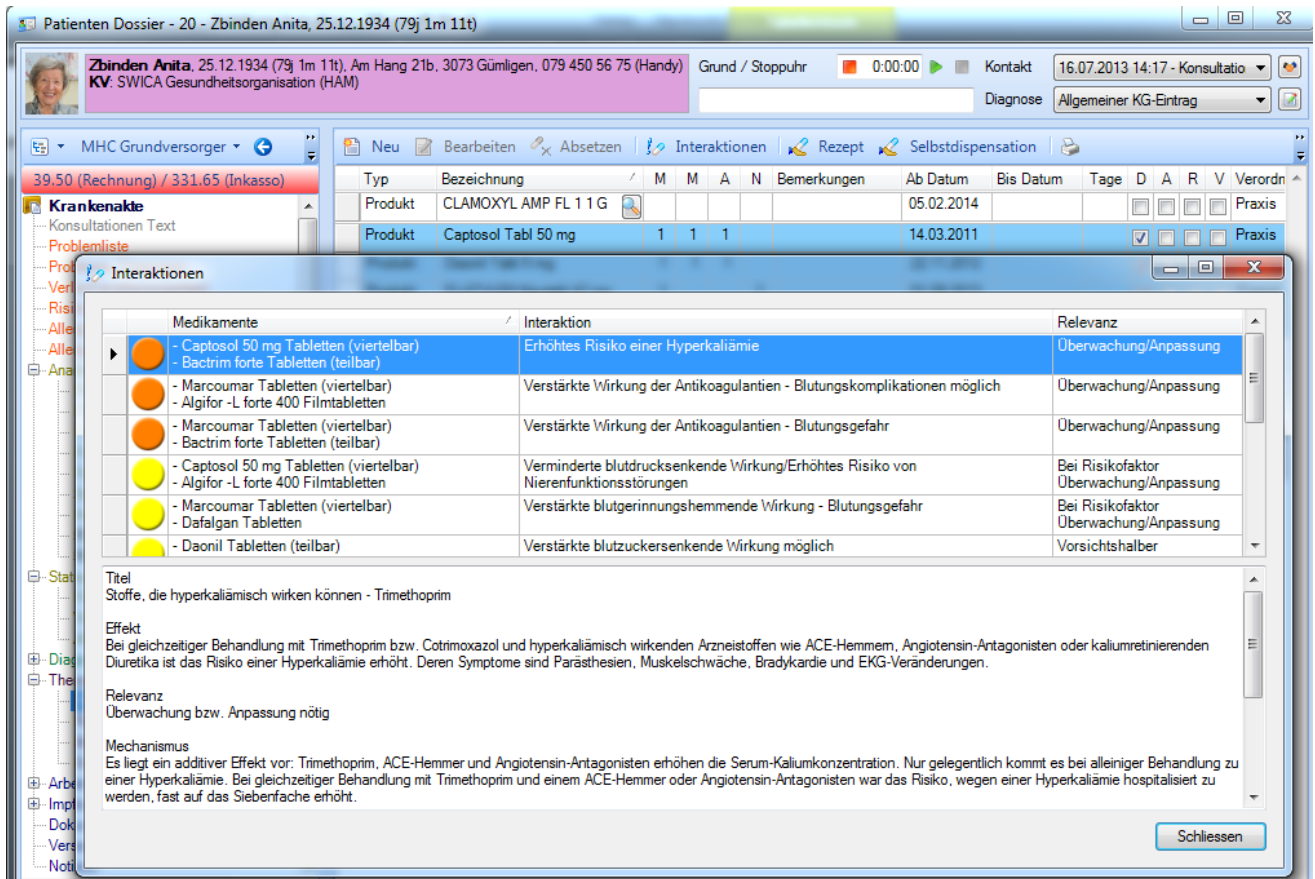 Patienten Dossier - 20 - Zbinden Anita, 25.12.1934 (79j 1m 11t)
Zbinden Anita, 25.12.1934 (79j 1m 11t), Am Hang 21b, 3073 Gümligen, 079 450 56 75 (Handy)
KV: SWICA Gesundheitsorganisation (HAM)
Grund / Stoppuhr 0:00:00 Kontakt 16.07.2013 14:17 - Konsultatio
Diagnose Allgemeiner KG-Eintrag
MHC Grundversorger Neu Bearbeiten Absetzen Interaktionen Rezept Selbstdispensation
39.50 (Rechnung) / 331.65 (Inkasso)
Typ Bezeichnung M M A N Bemerkungen Ab Datum Bis Datum Tage D A R V Verordn
Krankenakte
Produkt CLAMOXYL AMP FL 1 1 G 05.02.2014 Praxis
Konsultationen Text
Produkt Captosol Tabl 50 mg 1 1 1 14.03.2011 Praxis
Problemliste
Prob
Verl
Risi
Alle
Alle
Ana
Stat
Diag
The
Arbe
Impf
Dok
Vers
Noti
Interaktionen
Medikamente Interaktion Relevanz
- Captosol 50 mg Tabletten (viertelbar) Erhöhtes Risiko einer Hyperkaliämie Überwachung/Anpassung
- Bactrim forte Tabletten (teilbar)
- Marcoumar Tabletten (viertelbar) Verstärkte Wirkung der Antikoagulantien - Blutungskomplikationen möglich Überwachung/Anpassung
- Algifor -L forte 400 Filmtabletten
- Marcoumar Tabletten (viertelbar) Verstärkte Wirkung der Antikoagulantien - Blutungsgefahr Überwachung/Anpassung
- Bactrim forte Tabletten (teilbar)
- Captosol 50 mg Tabletten (viertelbar) Verminderte blutdrucksenkende Wirkung/Erhöhtes Risiko von Bei Risikofaktor
- Algifor -L forte 400 Filmtabletten Nierenfunktionsstörungen Überwachung/Anpassung
- Marcoumar Tabletten (viertelbar) Verstärkte blutgerinnungshemmende Wirkung - Blutungsgefahr Bei Risikofaktor
- Dafalgan Tabletten Überwachung/Anpassung
- Daonil Tabletten (teilbar) Verstärkte blutzuckersenkende Wirkung möglich Vorsichtshalber
Titel
Stoffe, die hyperkaliämisch wirken können - Trimethoprim
Effekt
Bei gleichzeitiger Behandlung mit Trimethoprim bzw. Cotrimoxazol und hyperkaliämisch wirkenden Arzneistoffen wie ACE-Hemmern, Angiotensin-Antagonisten oder kaliumretinierenden
Diuretika ist das Risiko einer Hyperkaliämie erhöht. Deren Symptome sind Parästhesien, Muskelschwäche, Bradykardie und EKG-Veränderungen.
Relevanz
Überwachung bzw. Anpassung nötig
Mechanismus
Es liegt ein additiver Effekt vor: Trimethoprim, ACE-Hemmer und Angiotensin-Antagonisten erhöhen die Serum-Kaliumkonzentration. Nur gelegentlich kommt es bei alleiniger Behandlung zu
einer Hyperkaliämie. Bei gleichzeitiger Behandlung mit Trimethoprim und einem ACE-Hemmer oder Angiotensin-Antagonisten war das Risiko, wegen einer Hyperkaliämie hospitalisiert zu
werden, fast auf das Siebenfache erhöht.
Schliessen